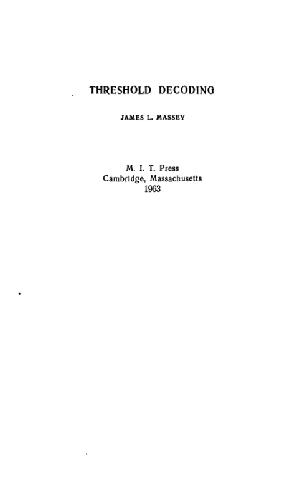 THRESHOLD DECODING
JAMES L. MASSEY
M. I. T. Press
Cambridge, Massachusetts
1963